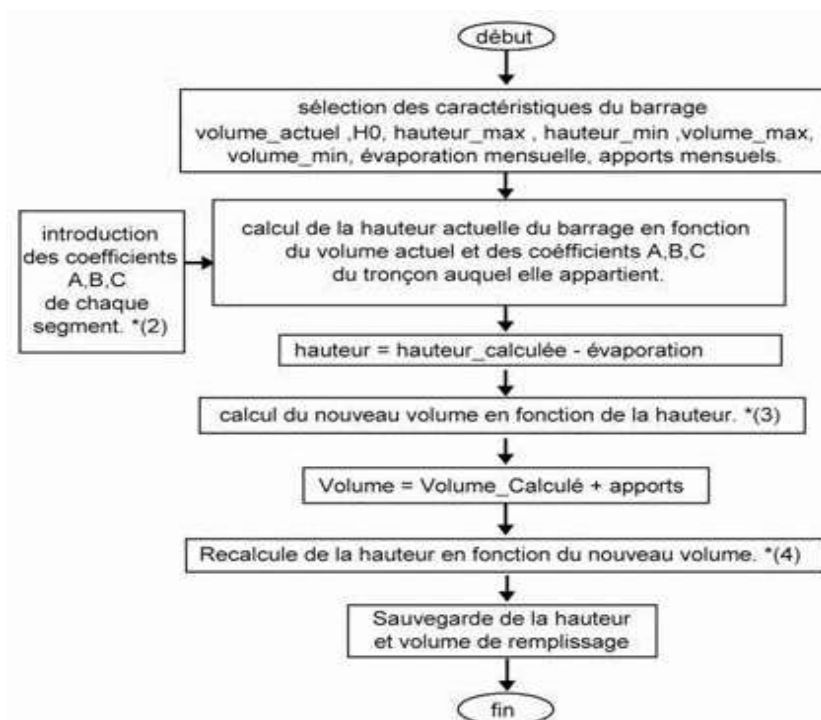 début
sélection des caractéristiques du barrage
volume_actuel ,H0, hauteur_max , hauteur_min ,volume_max,
volume_min, évaporation mensuelle, apports mensuels.
introduction
des coefficients
A,B,C
de chaque
segment. *(2)
calcul de la hauteur actuelle du barrage en fonction
du volume actuel et des coéfficients A,B,C
du tronçon auquel elle appartient.
hauteur = hauteur_calculée - évaporation
calcul du nouveau volume en fonction de la hauteur. *(3)
Volume = Volume_Calculé + apports
Recalcule de la hauteur en fonction du nouveau volume. *(4)
Sauvegarde de la hauteur
et volume de remplissage
fin